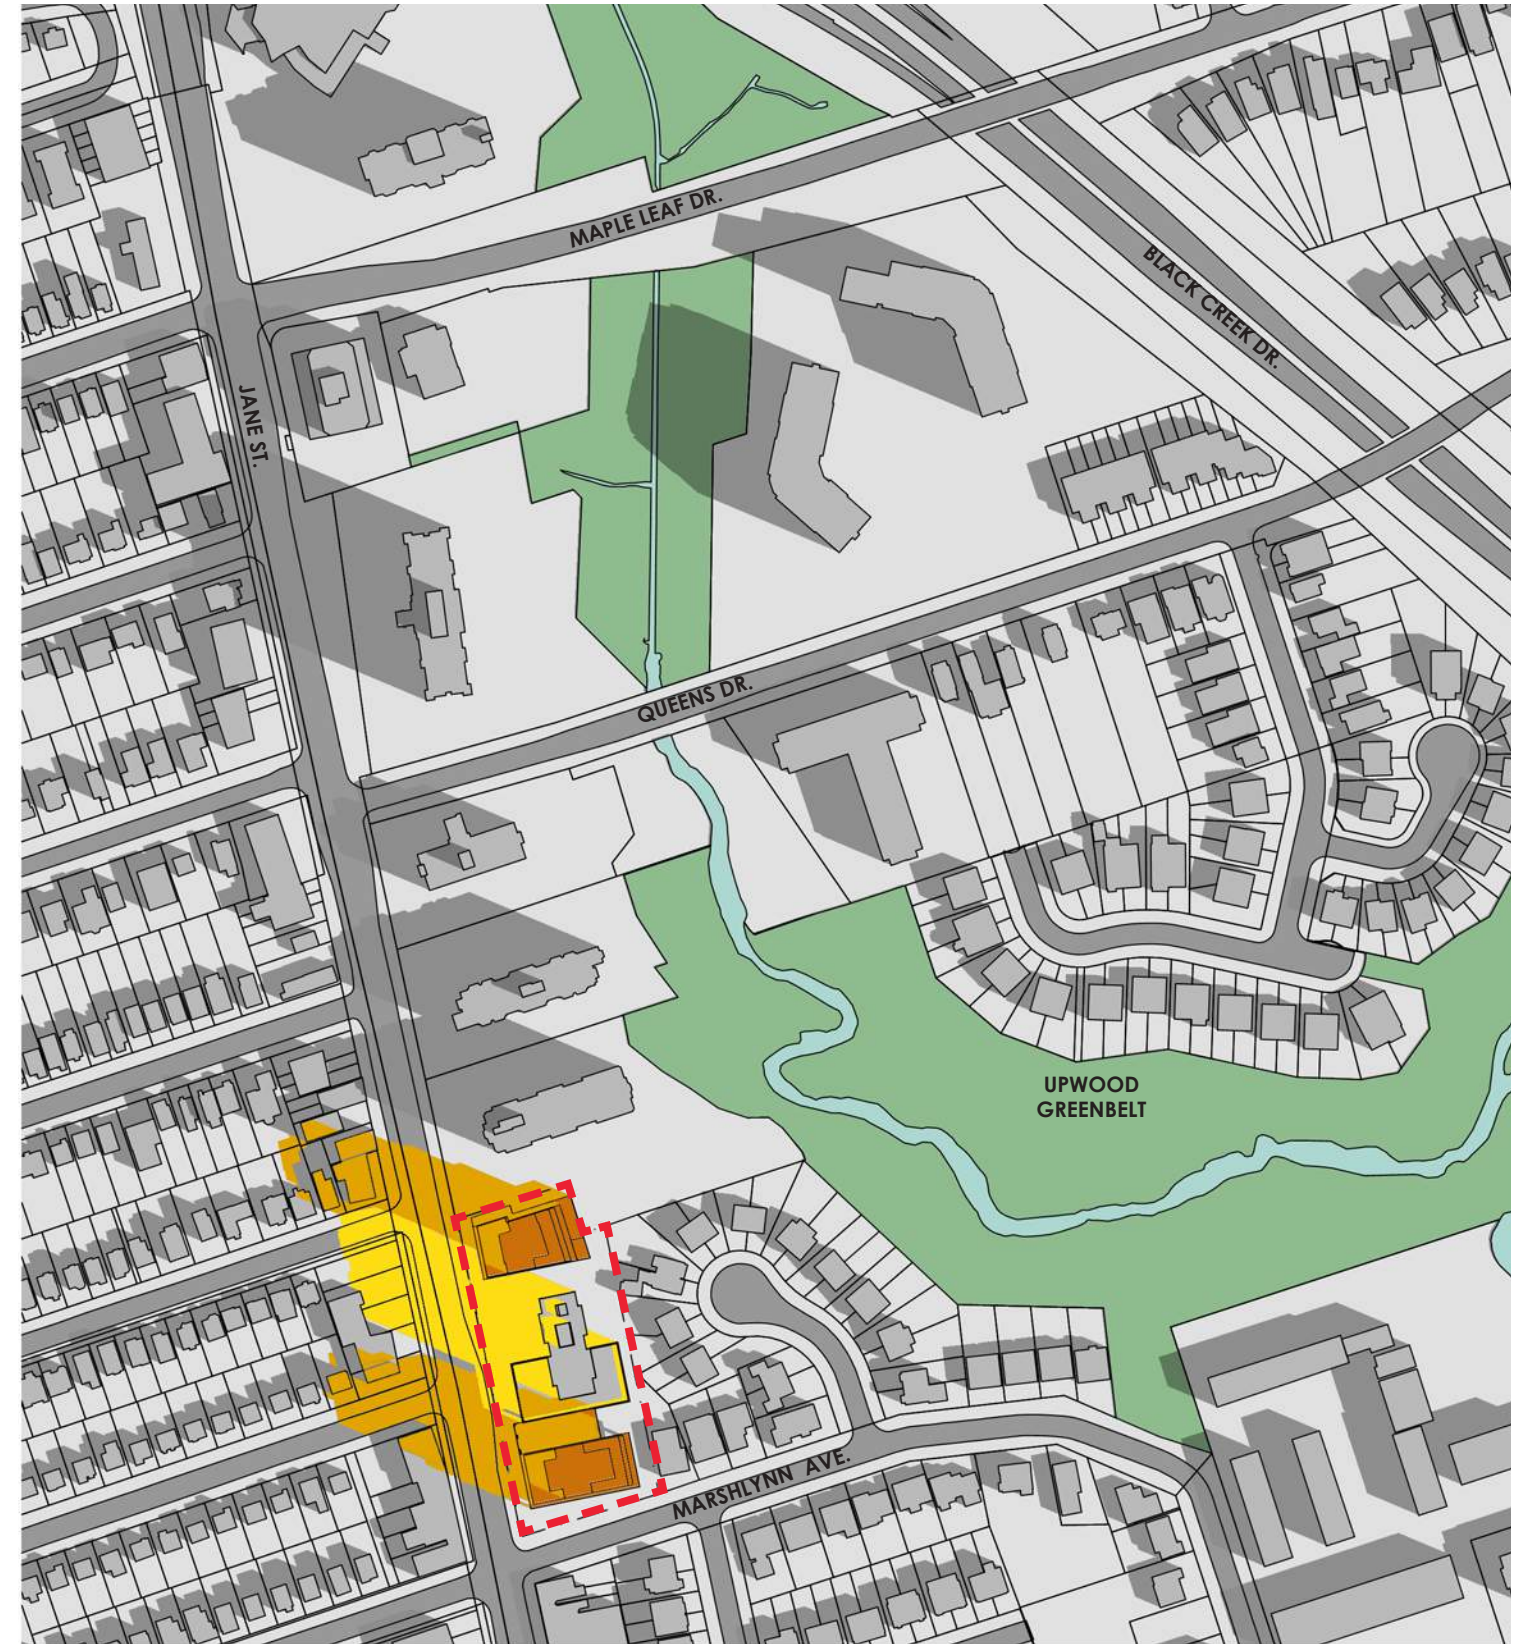 MAPLE LEAF DR.
BLACK CREEK DR.
JANE ST.
QUEENS DR.
UPWOOD
GREENBELT
MARSHLYNN AVE.